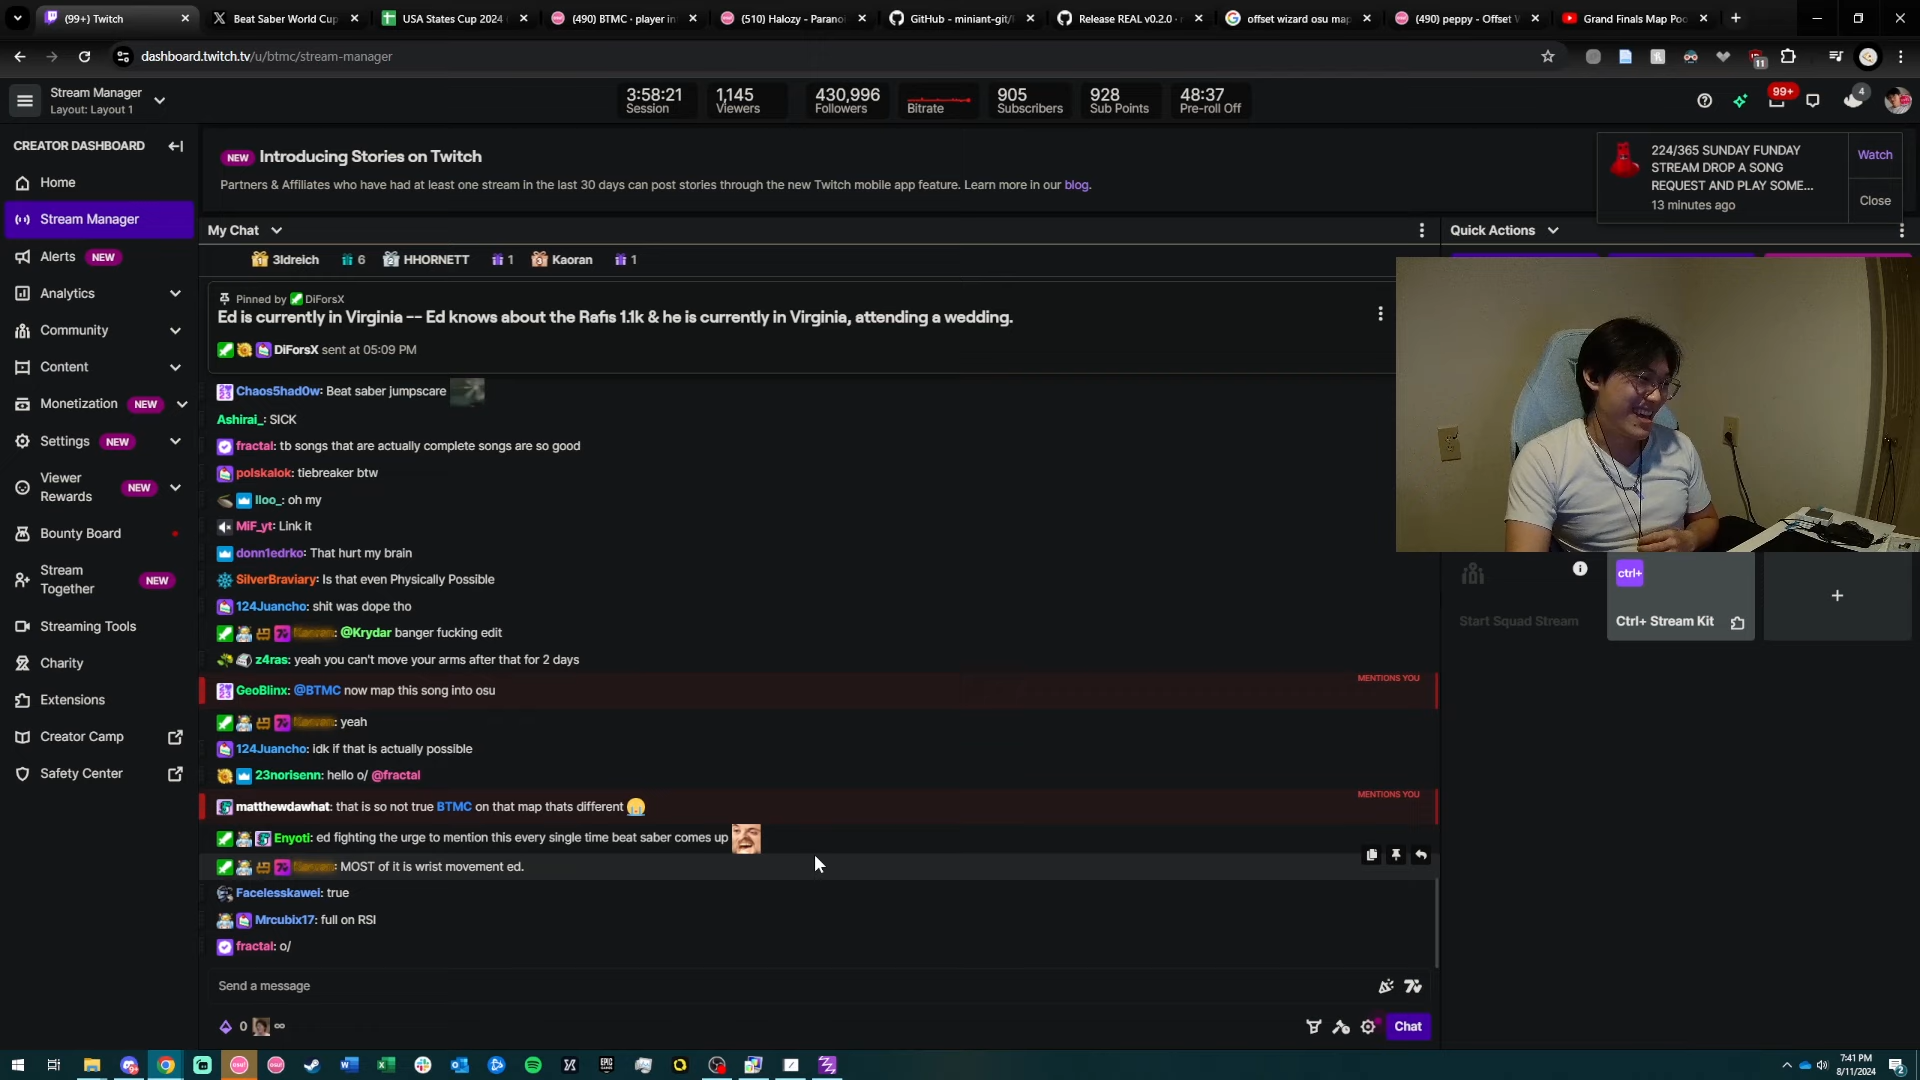 (99+) Twitch
Beat Saber World Cup
USA States Cup 2024
(490) BTMC · player in
(510) Halozy - Parano
GitHub - miniant-git/
Release REAL v0.2.0 ·
offset wizard osu map
(490) peppy - Offset
Grand Finals Map Poo
dashboard.twitch.tv/u/btmc/stream-manager
11
Stream Manager
Layout: Layout 1
3:58:21
Session
1,145
Viewers
430,996
Followers
Bitrate
905
Subscribers
928
Sub Points
48:37
Pre-roll Off
99+
4
CREATOR DASHBOARD
Home
Stream Manager
Alerts NEW
Analytics
Community
Content
Monetization NEW
Settings NEW
Viewer
Rewards NEW
Bounty Board
Stream
Together NEW
Streaming Tools
Charity
Extensions
Creator Camp
Safety Center
NEW Introducing Stories on Twitch
Partners & Affiliates who have had at least one stream in the last 30 days can post stories through the new Twitch mobile app feature. Learn more in our blog.
224/365 SUNDAY FUNDAY
STREAM DROP A SONG
REQUEST AND PLAY SOME...
13 minutes ago
Watch
Close
My Chat
3ldreich 6 HHORNETT 1 Kaoran 1
Pinned by DiForsX
Ed is currently in Virginia -- Ed knows about the Rafis 1.1k & he is currently in Virginia, attending a wedding.
DiForsX sent at 05:09 PM
Chaos5had0w: Beat saber jumpscare
Ashirai_: SICK
fractal: tb songs that are actually complete songs are so good
polskalok: tiebreaker btw
lloo_: oh my
MiF_yt: Link it
donn1edrko: That hurt my brain
SilverBraviary: Is that even Physically Possible
124Juancho: shit was dope tho
: @Krydar banger fucking edit
z4ras: yeah you can't move your arms after that for 2 days
MENTIONS YOU
GeoBlinx: @BTMC now map this song into osu
: yeah
124Juancho: idk if that is actually possible
23norisenn: hello o/ @fractal
MENTIONS YOU
matthewdawhat: that is so not true BTMC on that map thats different
Enyoti: ed fighting the urge to mention this every single time beat saber comes up
: MOST of it is wrist movement ed.
Facelesskawei: true
Mrcubix17: full on RSI
fractal: o/
Send a message
0
Chat
Quick Actions
Start Squad Stream
ctrl+
Ctrl+ Stream Kit
7:41 PM
8/11/2024
2